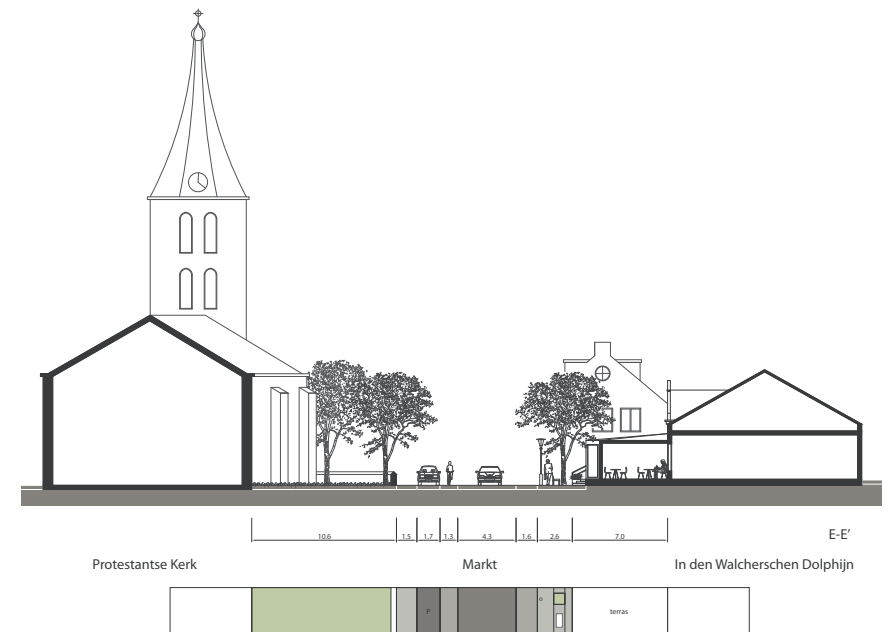 10.6 1.5 1.7 1.3 4.3 1.6 2.6 7.0
E-E'
Protestantse Kerk Markt In den Walcherschen Dolphijn
P terras